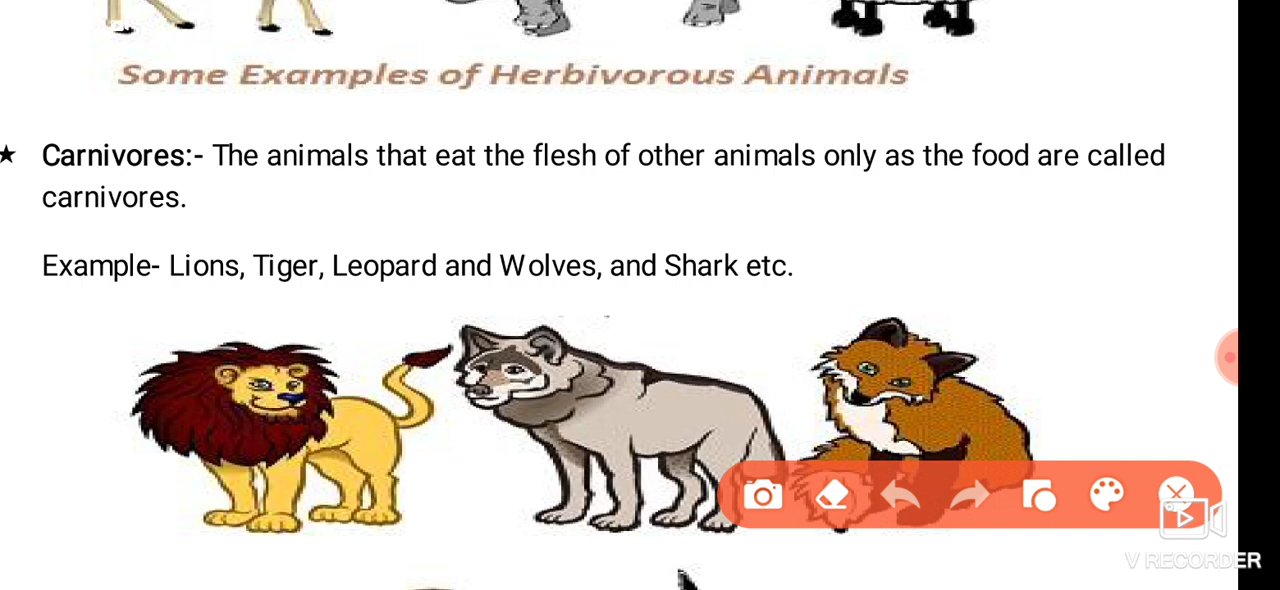 Some Examples of Herbivorous Animals
★ Carnivores:- The animals that eat the flesh of other animals only as the food are called
carnivores.
Example- Lions, Tiger, Leopard and Wolves, and Shark etc.
V RECORDER